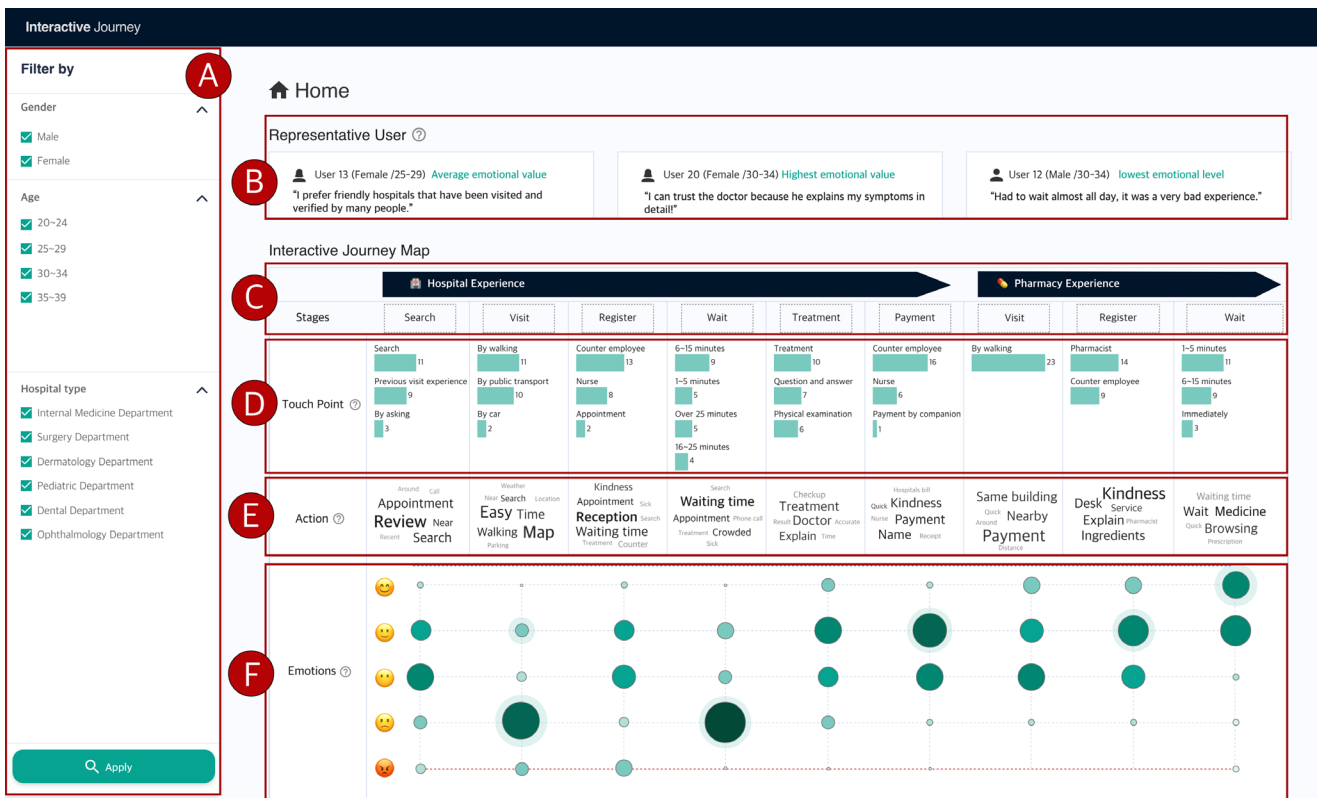 Interactive Journey
A
Filter by
Gender
Male
Female
Age
20~24
25~29
30~34
35~39
Hospital type
Internal Medicine Department
Surgery Department
Dermatology Department
Pediatric Department
Dental Department
Ophthalmology Department
Apply
Home
B
Representative User ?
User 13 (Female /25-29) Average emotional value
"I prefer friendly hospitals that have been visited and
verified by many people."
User 20 (Female /30-34) Highest emotional value
"I can trust the doctor because he explains my symptoms in
detail!"
User 12 (Male /30-34) lowest emotional level
"Had to wait almost all day, it was a very bad experience."
Interactive Journey Map
C
Hospital Experience
Pharmacy Experience
Stages
Search
Visit
Register
Wait
Treatment
Payment
Visit
Register
Wait
D
Touch Point ?
Search
11
Previous visit experience
9
By asking
3
By walking
11
By public transport
10
By car
2
Counter employee
13
Nurse
8
Appointment
2
6~15 minutes
9
1~5 minutes
5
Over 25 minutes
5
16~25 minutes
4
Treatment
10
Question and answer
7
Physical examination
6
Counter employee
16
Nurse
6
Payment by companion
1
By walking
23
Pharmacist
14
Counter employee
9
1~5 minutes
11
6~15 minutes
9
Immediately
3
E
Action ?
Around Call
Appointment
Review Near
Recent Search
Weather
Near Search Location
Easy Time
Walking Map
Parking
Kindness
Appointment Sick
Reception Search
Waiting time
Treatment Counter
Search
Waiting time
Appointment Phone call
Treatment Crowded
Sick
Checkup
Treatment
Result Doctor Accurate
Explain Time
Hospitals bill
Quick Kindness
Nurse Payment
Name Receipt
Same building
Quick Nearby
Around
Payment
Distance
Kindness
Desk Service
Explain Pharmacist
Ingredients
Waiting time
Wait Medicine
Quick Browsing
Prescription
F
Emotions ?